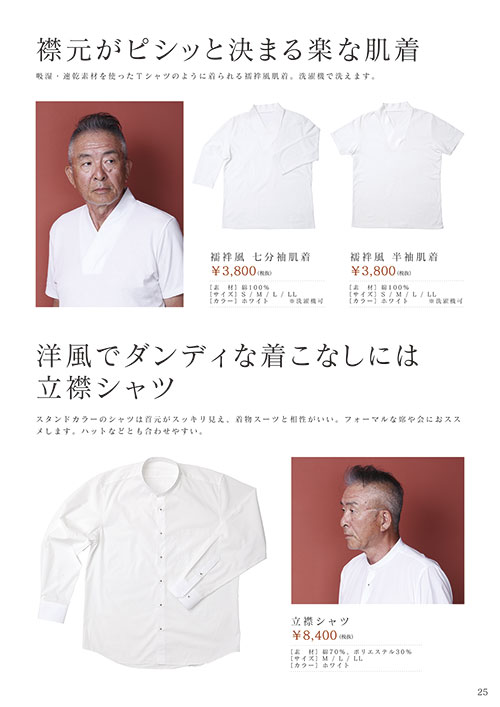 襟元がピシッと決まる楽な肌着
吸湿・速乾素材を使ったTシャツのように着られる襦袢風肌着。洗濯機で洗えます。
襦袢風 七分袖肌着
￥3,800(税抜)
［素　材］綿100%
［サイズ］S / M / L / LL
［カラー］ホワイト　※洗濯機可
襦袢風 半袖肌着
￥3,800(税抜)
［素　材］綿100%
［サイズ］S / M / L / LL
［カラー］ホワイト　※洗濯機可
洋風でダンディな着こなしには
立襟シャツ
スタンドカラーのシャツは首元がスッキリ見え、着物スーツと相性がいい。フォーマルな席や会におスス
メします。ハットなどとも合わせやすい。
立襟シャツ
￥8,400(税抜)
［素　材］綿70%、ポリエステル30%
［サイズ］M / L / LL
［カラー］ホワイト
25